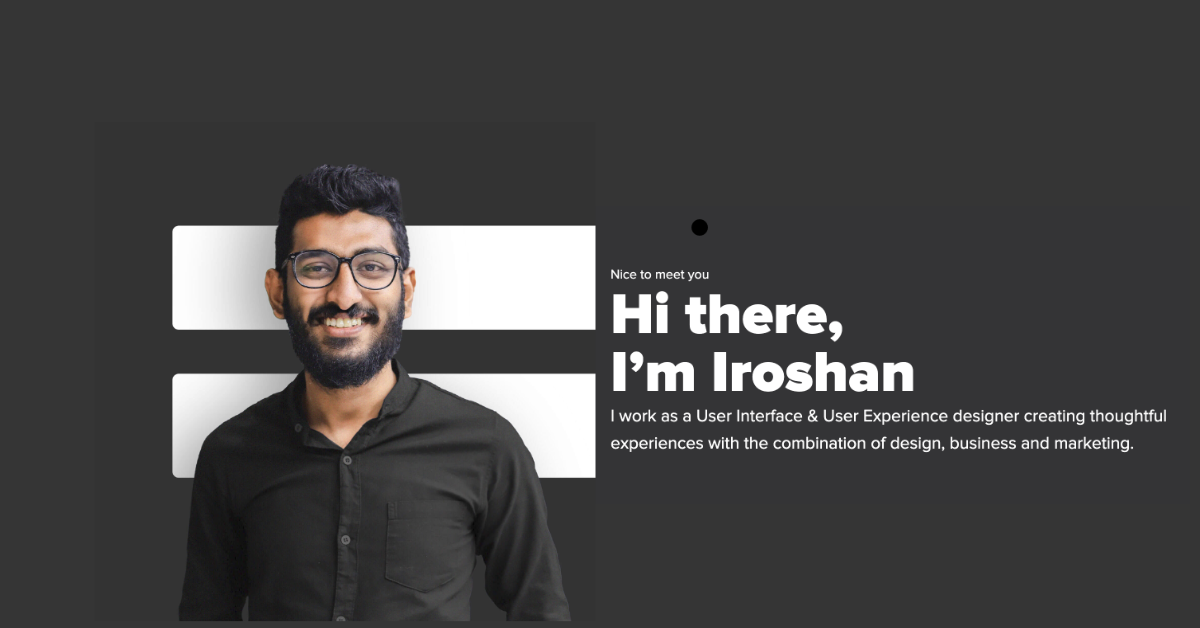 Nice to meet you
Hi there,
I’m Iroshan
I work as a User Interface & User Experience designer creating thoughtful
experiences with the combination of design, business and marketing.